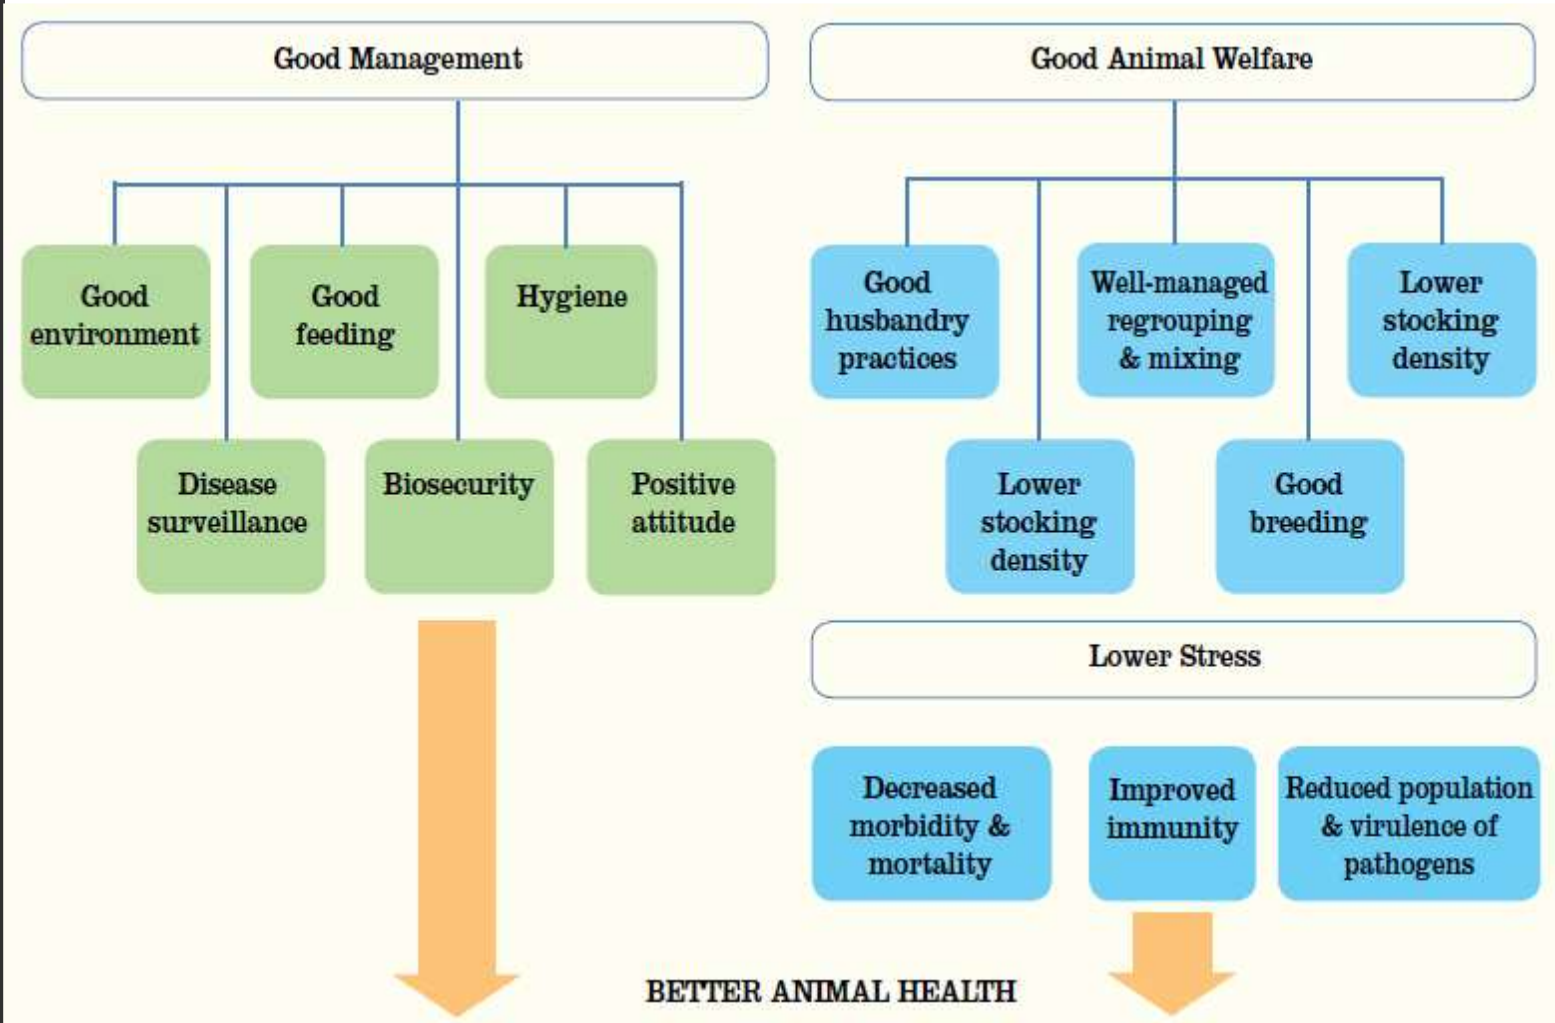 Good Management
Good
environment
Good
feeding
Hygiene
Disease
surveillance
Biosecurity
Positive
attitude
Good Animal Welfare
Good
husbandry
practices
Well-managed
regrouping
& mixing
Lower
stocking
density
Lower
stocking
density
Good
breeding
Lower Stress
Decreased
morbidity &
mortality
Improved
immunity
Reduced population
& virulence of
pathogens
BETTER ANIMAL HEALTH